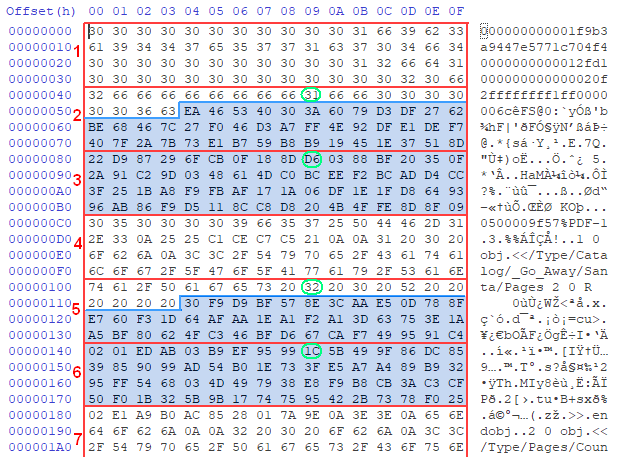 Offset(h) 00 01 02 03 04 05 06 07 08 09 0A 0B 0C 0D 0E 0F
00000000 30 30 30 30 30 30 30 30 30 30 30 31 66 39 62 33 00000000001f9b3
00000010 1 61 39 34 34 37 65 35 37 37 31 63 37 30 34 66 34 a9447e5771c704f4
00000020 30 30 30 30 30 30 30 30 30 30 30 31 32 66 64 31 0000000000012fd1
00000030 30 30 30 30 30 30 30 30 30 30 30 30 30 32 30 66 000000000000020f
00000040 32 66 66 66 66 66 66 66 66 31 66 66 30 30 30 30 2ffffffff1ff0000
00000050 2 30 30 36 63 EA 46 53 40 30 3A 60 79 D3 DF 27 62 006cêFS@0:`yÓß'b
00000060 BE 68 46 7C 27 F0 46 D3 A7 FF 4E 92 DF E1 DE F7 ¾hF|'ðFÓ§ÿN’ßáÞ÷
00000070 40 7F 2A 7B 73 E1 B7 59 B8 B9 19 45 1E 37 51 8D @.*{sá·Y¸¹.E.7Q.
00000080 22 D9 87 29 6F CB 0F 18 8D D6 03 88 BF 20 35 0F "Ù‡)oË...Ö.ˆ¿ 5.
00000090 3 2A 91 C2 9D 03 48 61 4D C0 BC EE F2 BC AD D4 CC *‘Â..HaMÀ¼îò¼.ÔÌ
000000A0 3F 25 1B A8 F9 FB AF 17 1A 06 DF 1E 1F D8 64 93 ?%.¨ùû¯...ß..Ød“
000000B0 96 AB 86 F9 D5 11 8C C8 D8 20 4B 4F FE 8D 8F 09 –«†ùÕ.ŒÈØ KOþ...
000000C0 30 35 30 30 30 30 39 66 35 37 25 50 44 46 2D 31 0500009f57%PDF-1
000000D0 4 2E 33 0A 25 25 C1 CE C7 C5 21 0A 0A 31 20 30 20 .3.%%ÁÎÇÅ!..1 0
000000E0 6F 62 6A 0A 3C 3C 2F 54 79 70 65 2F 43 61 74 61 obj.<</Type/Cata
000000F0 6C 6F 67 2F 5F 47 6F 5F 41 77 61 79 2F 53 61 6E log/_Go_Away/San
00000100 74 61 2F 50 61 67 65 73 20 32 20 30 20 52 20 20 ta/Pages 2 0 R
00000110 5 20 20 20 20 30 F9 D9 BF 57 8E 3C AA E5 0D 78 8F 0ùÙ¿WŽ<ªå.x.
00000120 E7 60 F3 1D 64 AF AA 1E A1 F2 A1 3D 63 75 3E 1A ç`ó.d¯ª.¡ò¡=cu>.
00000130 A5 BF 80 62 4F C3 46 BF D6 67 CA F7 49 95 91 C4 ¥¿€bOÃF¿ÖgÊ÷I•‘Ä
00000140 02 01 ED AB 03 B9 EF 95 99 1C 5B 49 9F 86 DC 85 ..í«.¹ï•™.[IŸ†Ü…
00000150 6 39 85 90 99 AD 54 B0 1E 73 3F E5 A7 A4 89 B9 32 9….™.T°.s?å§¤‰¹2
00000160 95 FF 54 68 03 4D 49 79 38 E8 F9 B8 CB 3A C3 CF •ÿTh.MIy8èù¸Ë:ÃÏ
00000170 50 F0 1B 32 5B 9B 17 74 75 95 42 2B 73 78 F0 25 Pð.2[›.tu•B+sxð%
00000180 02 E1 A9 B0 AC 85 28 01 7A 9E 0A 3E 3E 0A 65 6E .á©°¬…(.zž.>>.en
00000190 7 64 6F 62 6A 0A 0A 32 20 30 20 6F 62 6A 0A 3C 3C dobj..2 0 obj.<<
000001A0 2F 54 79 70 65 2F 50 61 67 65 73 2F 43 6F 75 6E /Type/Pages/Coun